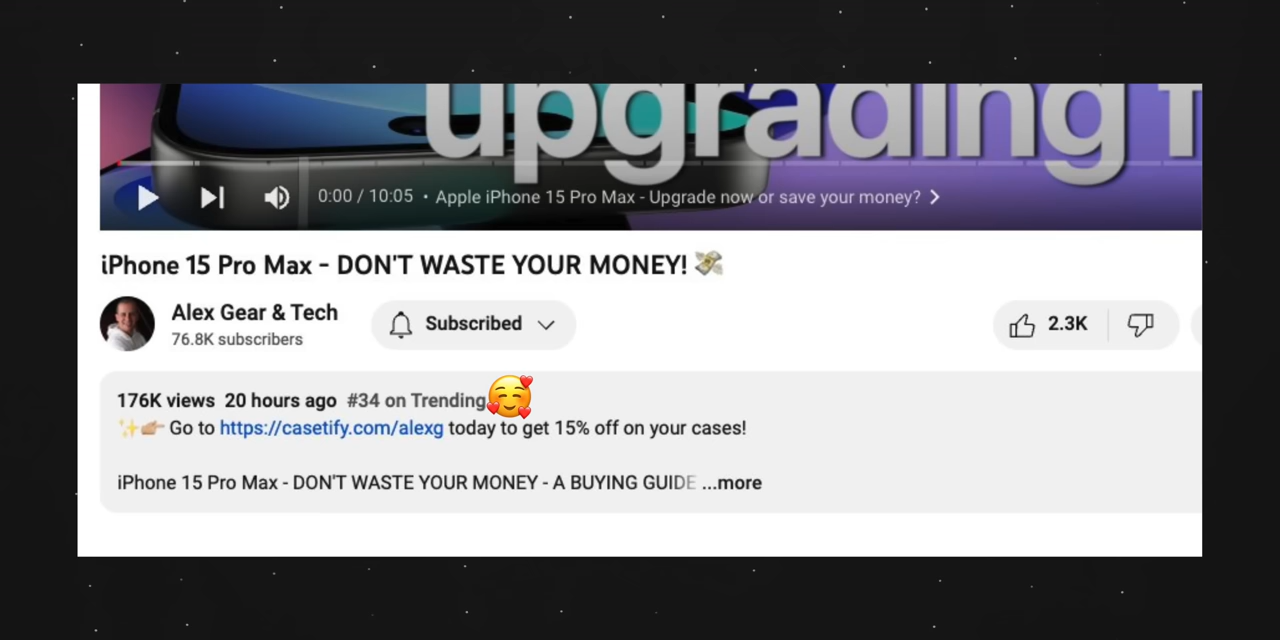 upgrading f
0:00 / 10:05 • Apple iPhone 15 Pro Max - Upgrade now or save your money?
iPhone 15 Pro Max - DON'T WASTE YOUR MONEY! 💸
Alex Gear & Tech
76.8K subscribers
Subscribed
2.3K
176K views 20 hours ago #34 on Trending🥰
✨👉🏼 Go to https://casetify.com/alexg today to get 15% off on your cases!
iPhone 15 Pro Max - DON'T WASTE YOUR MONEY - A BUYING GUIDE ...more